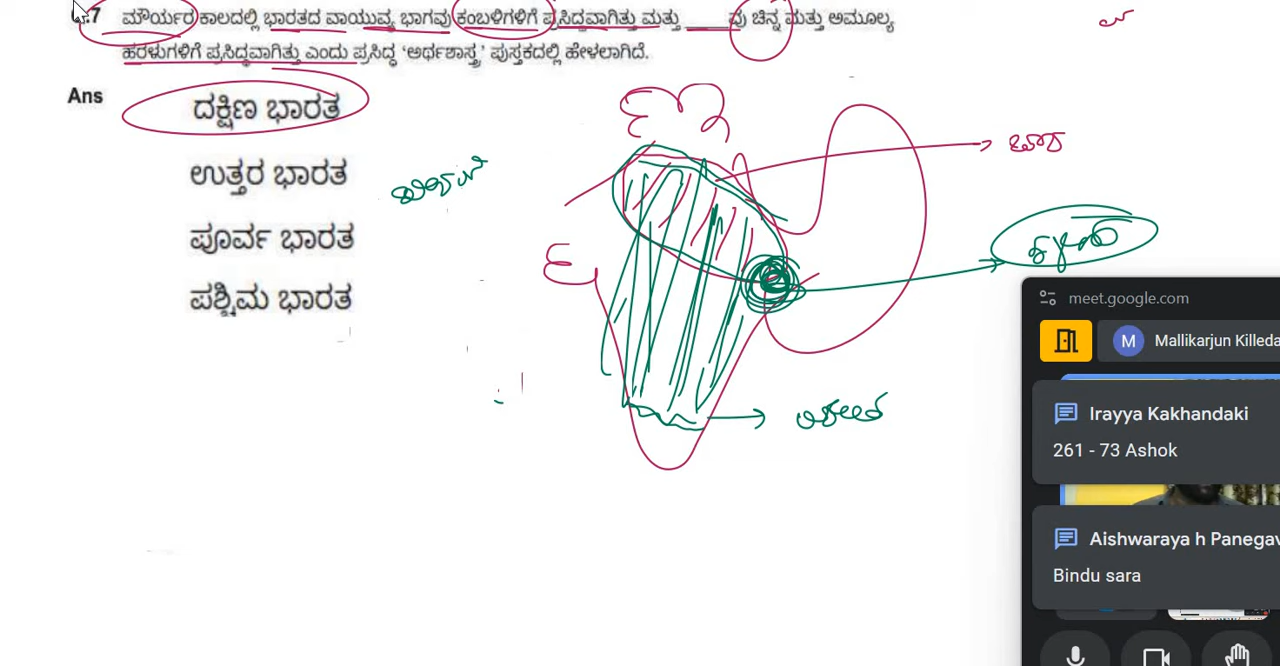 .7 ಮೌರ್ಯರ ಕಾಲದಲ್ಲಿ ಭಾರತದ ವಾಯುವ್ಯ ಭಾಗವು ಕಂಬಳಿಗಳಿಗೆ ಪ್ರಸಿದ್ಧವಾಗಿತ್ತು ಮತ್ತು ____ವು ಚಿನ್ನ ಮತ್ತು ಅಮೂಲ್ಯ
ಹರಳುಗಳಿಗೆ ಪ್ರಸಿದ್ಧವಾಗಿತ್ತು ಎಂದು ಪ್ರಸಿದ್ಧ ‘ಅರ್ಥಶಾಸ್ತ್ರ’ ಪುಸ್ತಕದಲ್ಲಿ ಹೇಳಲಾಗಿದೆ.
Ans ದಕ್ಷಿಣ ಭಾರತ
ಉತ್ತರ ಭಾರತ
ಪೂರ್ವ ಭಾರತ
ಪಶ್ಚಿಮ ಭಾರತ
meet.google.com
M Mallikarjun Killeda
Irayya Kakhandaki
261 - 73 Ashok
Aishwaraya h Panegav
Bindu sara